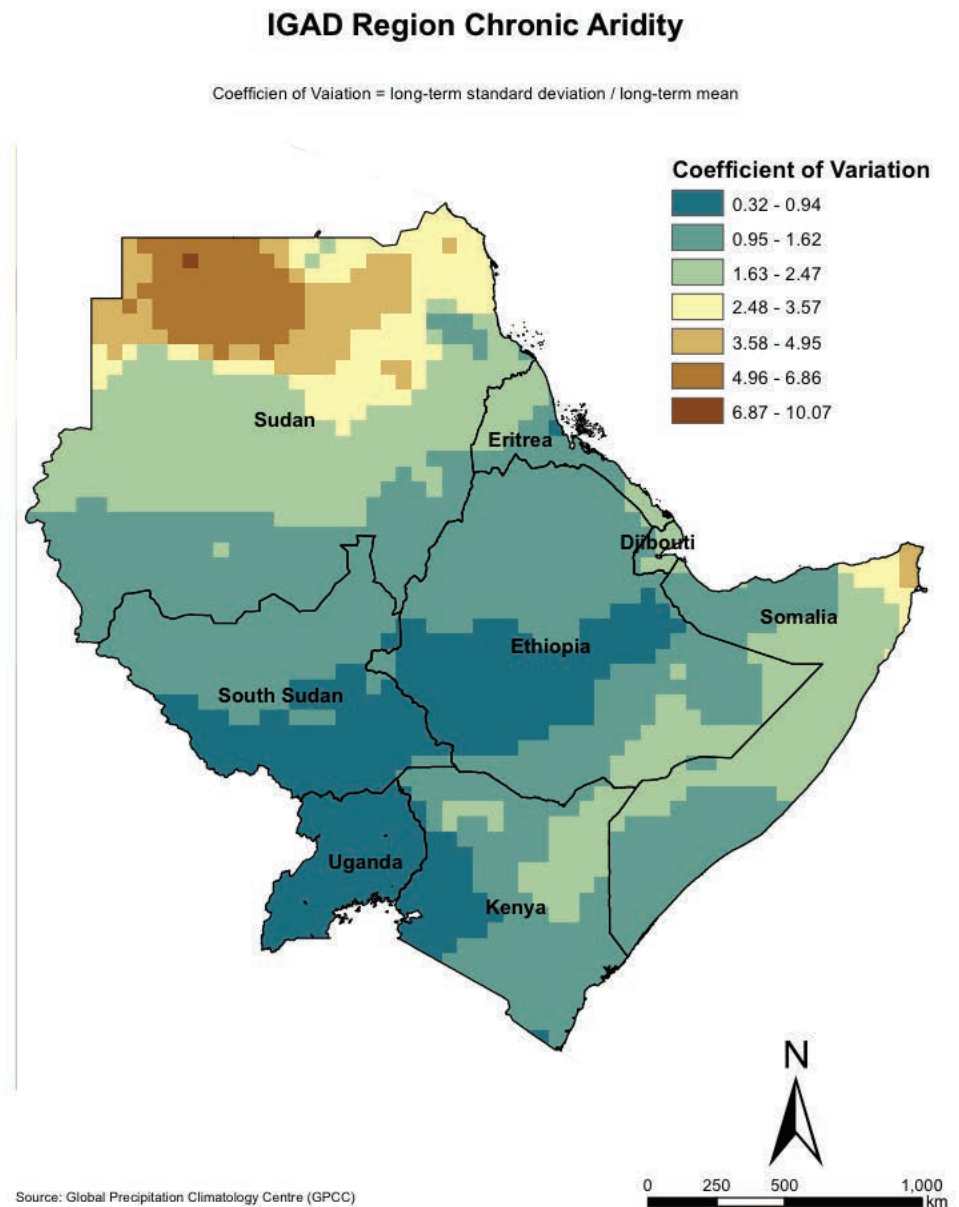 IGAD Region Chronic Aridity
Coefficien of Vaiation = long-term standard deviation / long-term mean
Coefficient of Variation
0.32 - 0.94
0.95 - 1.62
1.63 - 2.47
2.48 - 3.57
3.58 - 4.95
4.96 - 6.86
6.87 - 10.07
Sudan
Eritrea
Djibouti
Somalia
Ethiopia
South Sudan
Uganda
Kenya
N
0 250 500 1,000
km
Source: Global Precipitation Climatology Centre (GPCC)